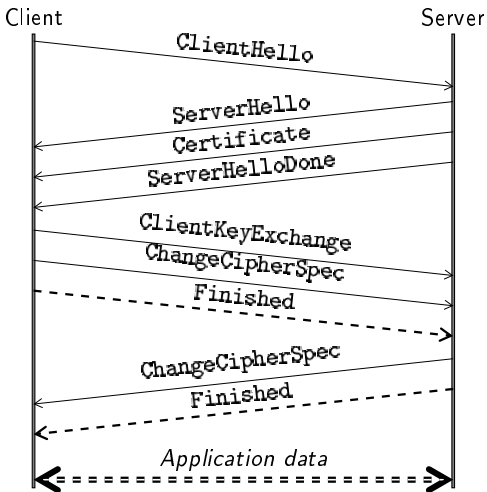 Client
Server
ClientHello
ServerHello
Certificate
ServerHelloDone
ClientKeyExchange
ChangeCipherSpec
Finished
ChangeCipherSpec
Finished
Application data